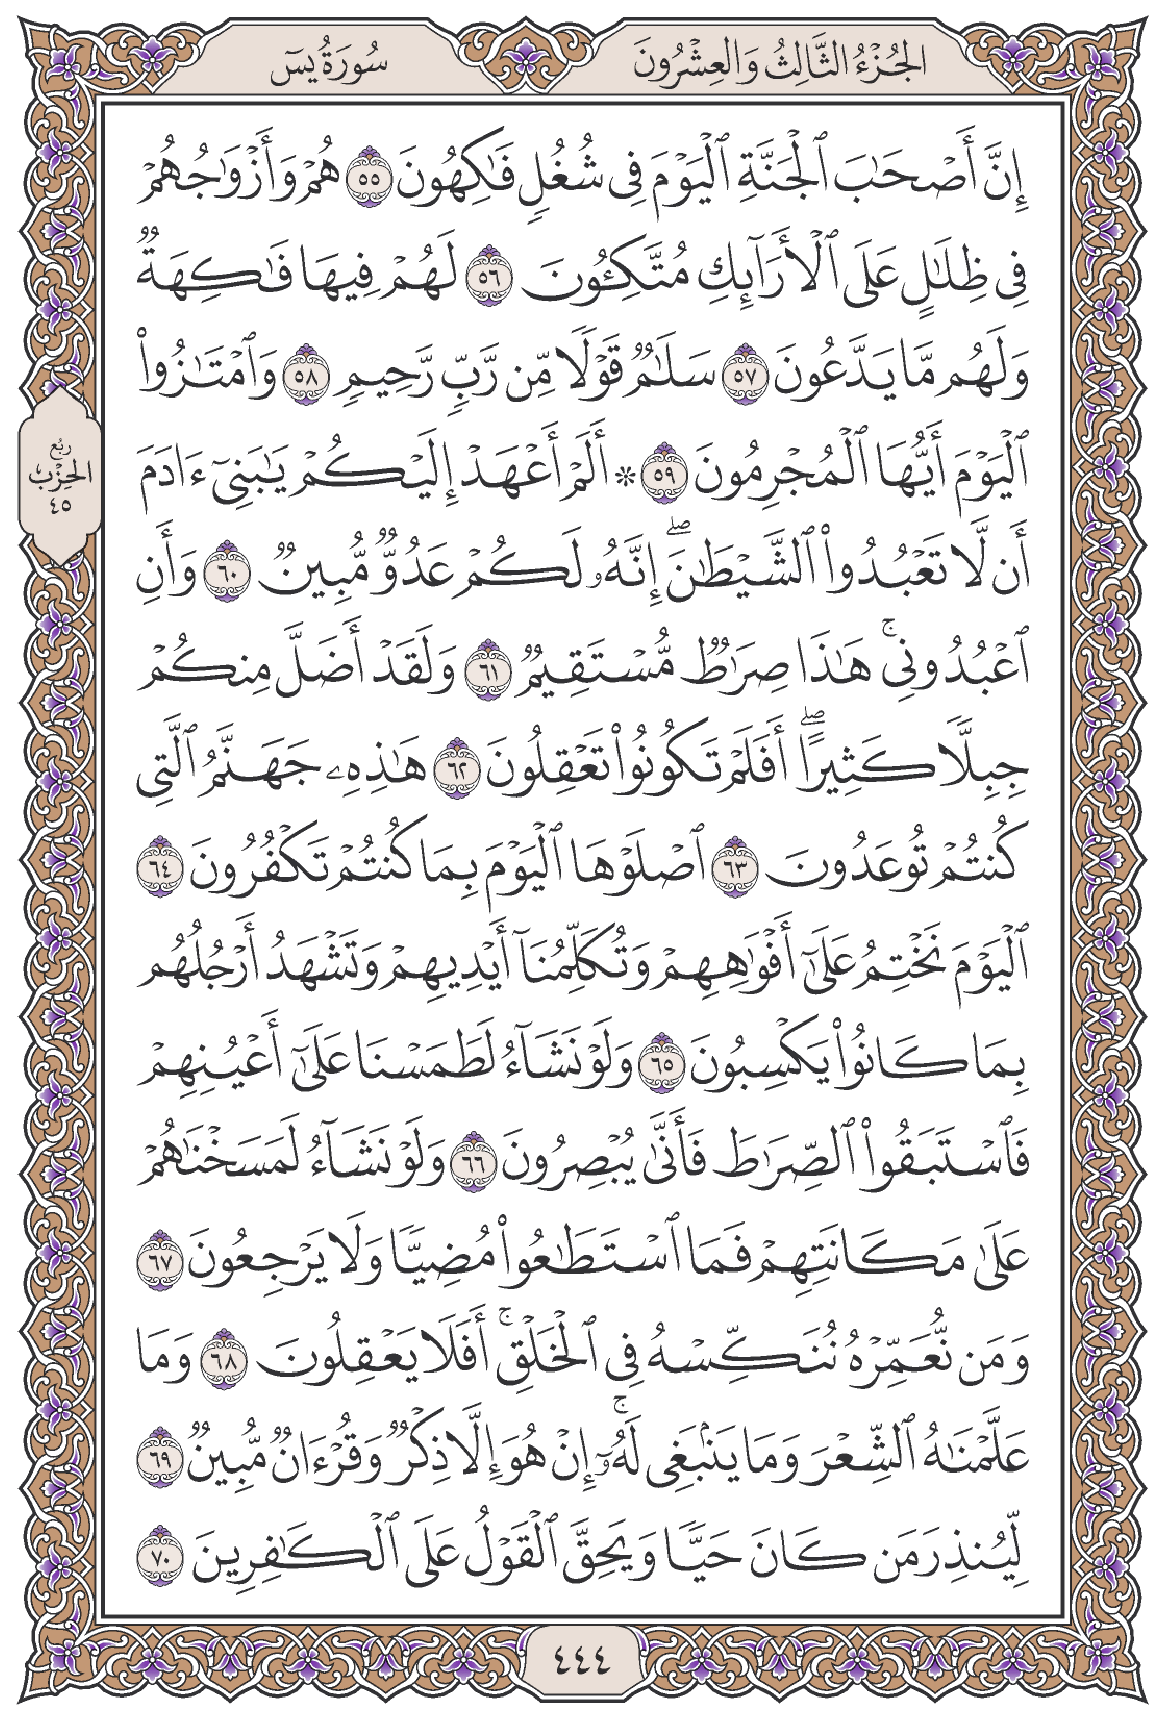 الجُزْءُ الثَّالِثُ وَالعِشْرُونَ
سُورَةُ يسٓ
إِنَّ أَصْحَٰبَ ٱلْجَنَّةِ ٱلْيَوْمَ فِى شُغُلٍ فَٰكِهُونَ ٥٥ هُمْ وَأَزْوَٰجُهُمْ
فِى ظِلَٰلٍ عَلَى ٱلْأَرَآئِكِ مُتَّكِـُٔونَ ٥٦ لَهُمْ فِيهَا فَٰكِهَةٌ
وَلَهُم مَّا يَدَّعُونَ ٥٧ سَلَٰمٌ قَوْلًا مِّن رَّبٍّ رَّحِيمٍ ٥٨ وَٱمْتَٰزُوا۟
ٱلْيَوْمَ أَيُّهَا ٱلْمُجْرِمُونَ ٥٩ * أَلَمْ أَعْهَدْ إِلَيْكُمْ يَٰبَنِىٓ ءَادَمَ
أَن لَّا تَعْبُدُوا۟ ٱلشَّيْطَٰنَ ۖ إِنَّهُۥ لَكُمْ عَدُوٌّ مُّبِينٌ ٦٠ وَأَنِ
ٱعْبُدُونِى ۚ هَٰذَا صِرَٰطٌ مُّسْتَقِيمٌ ٦١ وَلَقَدْ أَضَلَّ مِنكُمْ
جِبِلًّا كَثِيرًا ۖ أَفَلَمْ تَكُونُوا۟ تَعْقِلُونَ ٦٢ هَٰذِهِۦ جَهَنَّمُ ٱلَّتِى
كُنتُمْ تُوعَدُونَ ٦٣ ٱصْلَوْهَا ٱلْيَوْمَ بِمَا كُنتُمْ تَكْفُرُونَ ٦٤
ٱلْيَوْمَ نَخْتِمُ عَلَىٰٓ أَفْوَٰهِهِمْ وَتُكَلِّمُنَآ أَيْدِيهِمْ وَتَشْهَدُ أَرْجُلُهُم
بِمَا كَانُوا۟ يَكْسِبُونَ ٦٥ وَلَوْ نَشَآءُ لَطَمَسْنَا عَلَىٰٓ أَعْيُنِهِمْ
فَٱسْتَبَقُوا۟ ٱلصِّرَٰطَ فَأَنَّىٰ يُبْصِرُونَ ٦٦ وَلَوْ نَشَآءُ لَمَسَخْنَٰهُمْ
عَلَىٰ مَكَانَتِهِمْ فَمَا ٱسْتَطَٰعُوا۟ مُضِيًّا وَلَا يَرْجِعُونَ ٦٧
وَمَن نُّعَمِّرْهُ نُنَكِّسْهُ فِى ٱلْخَلْقِ ۚ أَفَلَا يَعْقِلُونَ ٦٨ وَمَا
عَلَّمْنَٰهُ ٱلشِّعْرَ وَمَا يَنۢبَغِى لَهُۥٓ ۚ إِنْ هُوَ إِلَّا ذِكْرٌ وَقُرْءَانٌ مُّبِينٌ ٦٩
لِّيُنذِرَ مَن كَانَ حَيًّا وَيَحِقَّ ٱلْقَوْلُ عَلَى ٱلْكَٰفِرِينَ ٧٠
رُبْع
الحِزْب
٤٥
٤٤٤